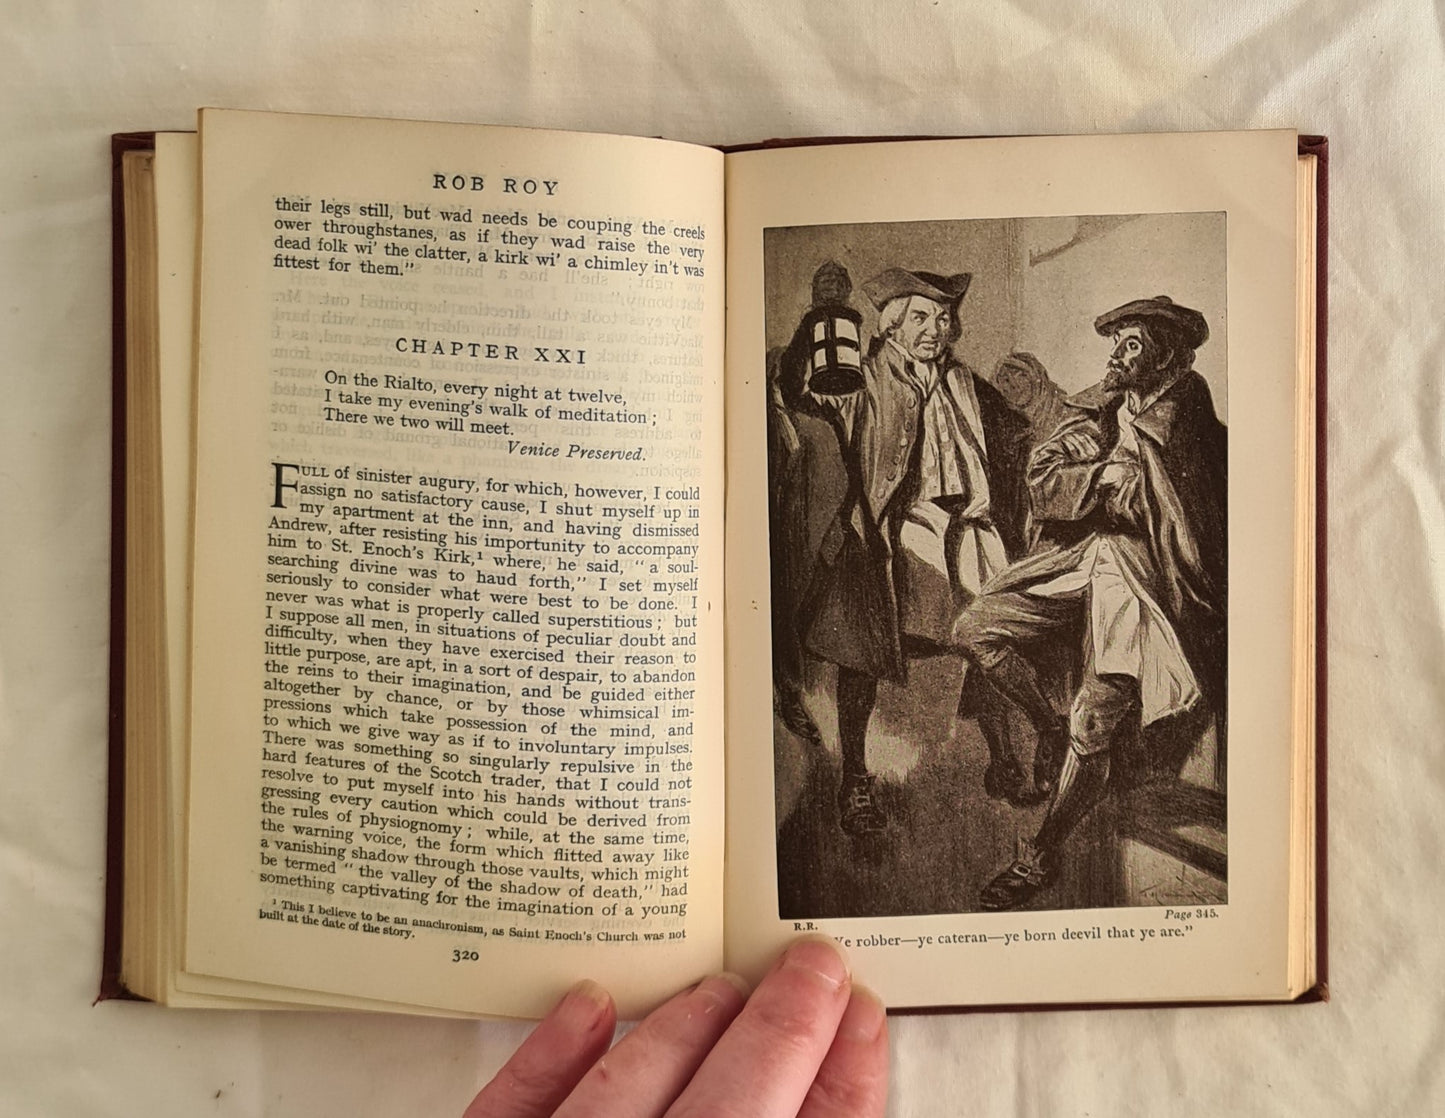 ROB ROY
their legs still, but wad needs be couping the creels
ower throughstanes, as if they wad raise the very
dead folk wi' the clatter, a kirk wi' a chimley in't was
fittest for them."
CHAPTER XXI
On the Rialto, every night at twelve,
I take my evening's walk of meditation ;
There we two will meet.
Venice Preserved.
FULL of sinister augury, for which, however, I could
assign no satisfactory cause, I shut myself up in
my apartment at the inn, and having dismissed
Andrew, after resisting his importunity to accompany
him to St. Enoch's Kirk,¹ where, he said, " a soul-
searching divine was to haud forth," I set myself
seriously to consider what were best to be done. I
never was what is properly called superstitious ; but
I suppose all men, in situations of peculiar doubt and
difficulty, when they have exercised their reason to
little purpose, are apt, in a sort of despair, to abandon
the reins to their imagination, and be guided either
altogether by chance, or by those whimsical im-
pressions which take possession of the mind, and
to which we give way as if to involuntary impulses.
There was something so singularly repulsive in the
hard features of the Scotch trader, that I could not
resolve to put myself into his hands without trans-
gressing every caution which could be derived from
the rules of physiognomy ; while, at the same time,
the warning voice, the form which flitted away like
a vanishing shadow through those vaults, which might
be termed " the valley of the shadow of death," had
something captivating for the imagination of a young
¹ This I believe to be an anachronism, as Saint Enoch's Church was not
built at the date of the story.
320
Page 345.
R.R.
robber—ye cateran—ye born deevil that ye are."